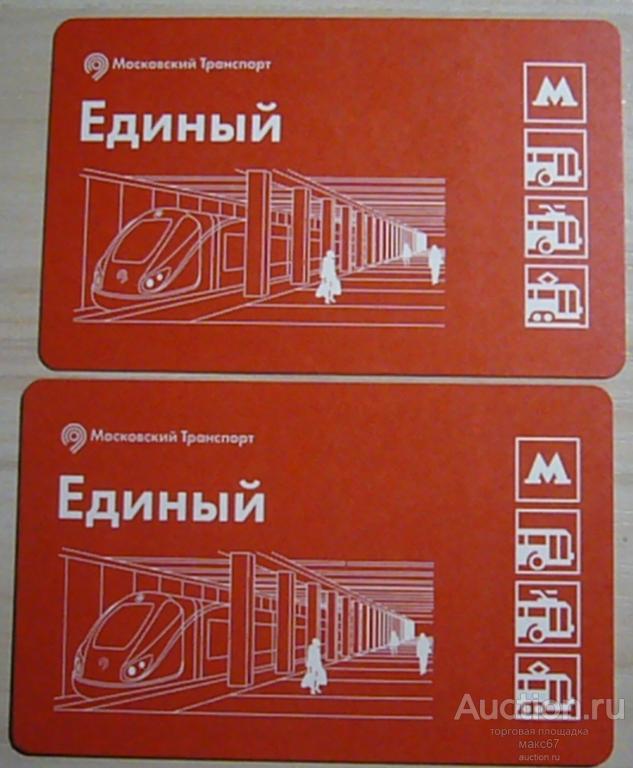 Московский Транспорт
Единый
М
Московский Транспорт
Единый
М
Auction.ru
торговая площадка
макс67
auction.ru